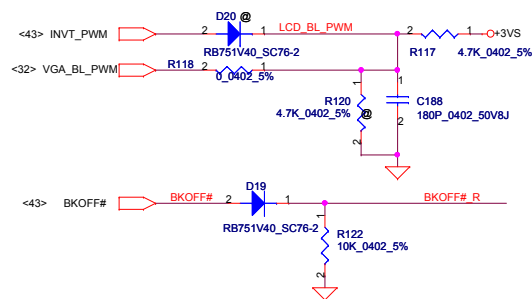 D20 @
<43> INVT_PWM
2
1
LCD_BL_PWM
2
1
+3VS
RB751V40_SC76-2
R117
4.7K_0402_5%
<32> VGA_BL_PWM
R118
2
1
0_0402_5%
1
1
R120
4.7K_0402_5%
@
C188
180P_0402_50V8J
2
2
D19
<43> BKOFF#
BKOFF#
2
1
BKOFF#_R
RB751V40_SC76-2
1
R122
10K_0402_5%
2